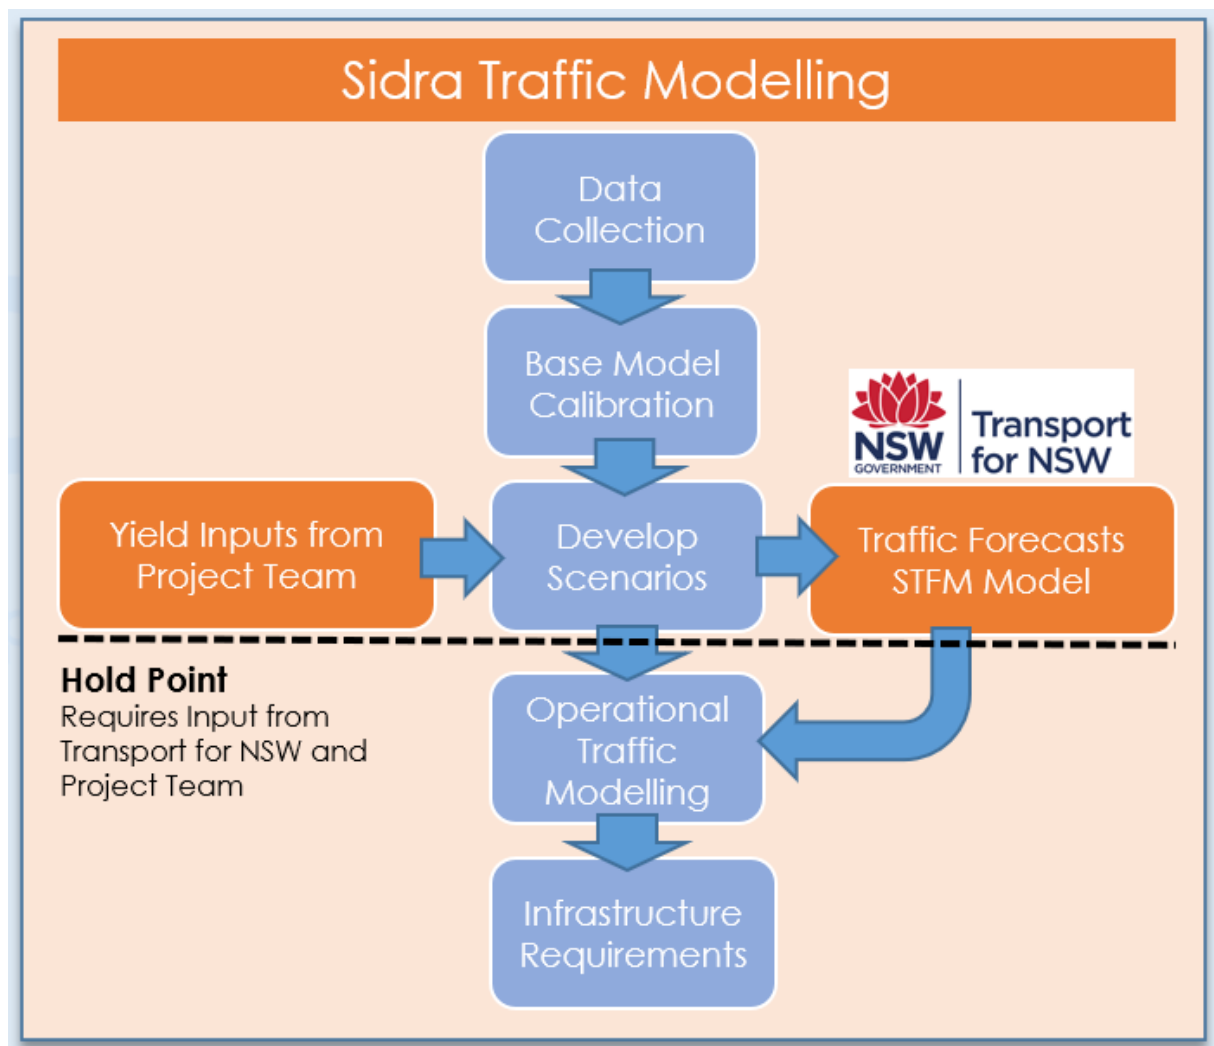 Sidra Traffic Modelling
Data
Collection
Base Model
Calibration
NSW
GOVERNMENT
Transport
for NSW
Yield Inputs from
Project Team
Develop
Scenarios
Traffic Forecasts
STFM Model
Hold Point
Requires Input from
Transport for NSW and
Project Team
Operational
Traffic
Modelling
Infrastructure
Requirements